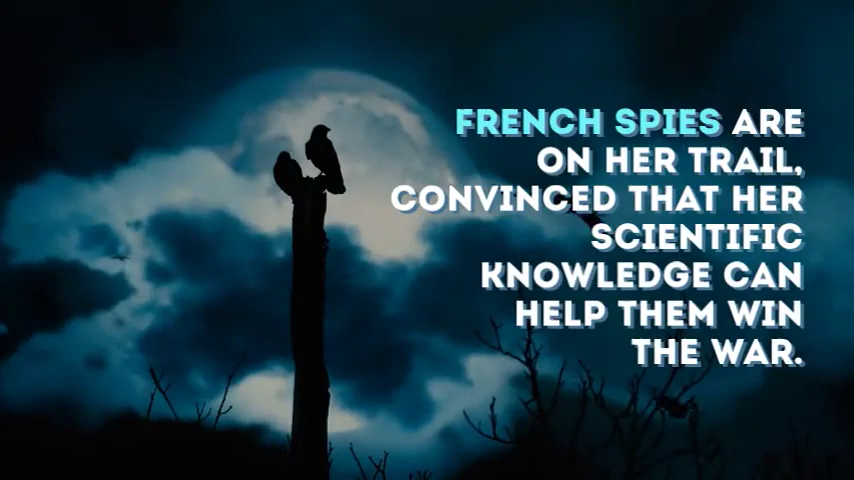 FRENCH SPIES ARE
ON HER TRAIL,
CONVINCED THAT HER
SCIENTIFIC
KNOWLEDGE CAN
HELP THEM WIN
THE WAR.